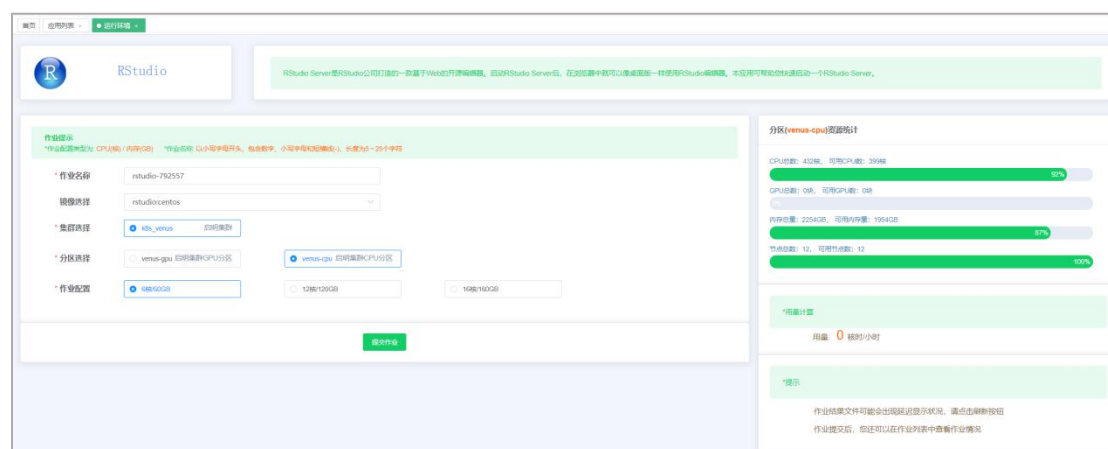 首页 应用列表 运行环境
RStudio
RStudio Server是RStudio公司打造的一款基于Web的开源编辑器。启动RStudio Server后，在浏览器中就可以像桌面版一样使用RStudio编辑器。本应用可帮助您快速启动一个RStudio Server。
作业提示
*作业配置类型为: CPU(核) / 内存(GB) *作业名称: 以小写字母开头，包含数字、小写字母和短横线(-)，长度为5 ~ 25个字符
* 作业名称 rstudio-792557
镜像选择 rstudio:centos
* 集群选择 k8s_venus 启明集群
* 分区选择 venus-gpu 启明集群GPU分区 venus-cpu 启明集群CPU分区
* 作业配置 6核/60GB 12核/120GB 16核/160GB
提交作业
分区(venus-cpu)资源统计
CPU总数: 432核, 可用CPU数: 399核
92%
GPU总数: 0块, 可用GPU数: 0块
0%
内存总量: 2254GB, 可用内存量: 1964GB
87%
节点总数: 12, 可用节点数: 12
100%
*用量计算
用量 0 核时/小时
*提示
作业结果文件可能会出现延迟显示状况，请点击刷新按钮
作业提交后，您还可以在作业列表中查看作业情况